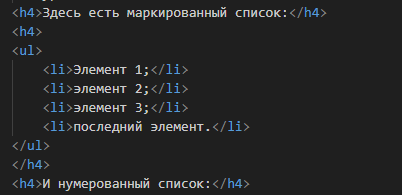 <h4>Здесь есть маркированный список:</h4>
<h4>
<ul>
<li>Элемент 1;</li>
<li>элемент 2;</li>
<li>элемент 3;</li>
<li>последний элемент.</li>
</ul>
</h4>
<h4>И нумерованный список:</h4>